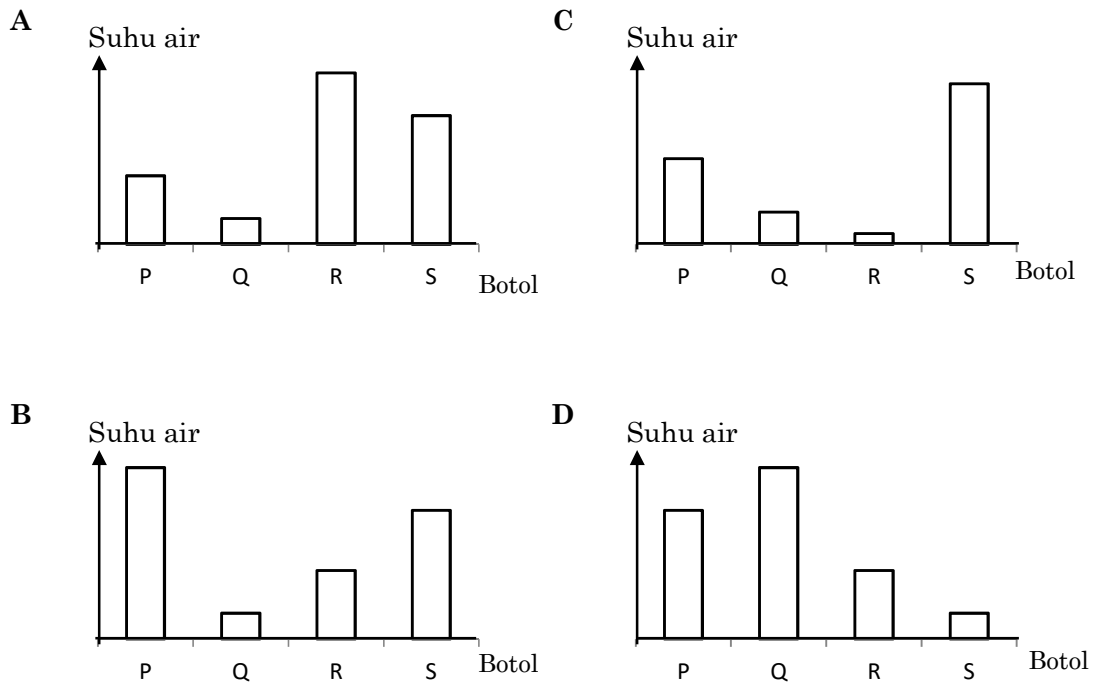 A
Suhu air
P Q R S Botol
C
Suhu air
P Q R S Botol
B
Suhu air
P Q R S Botol
D
Suhu air
P Q R S Botol